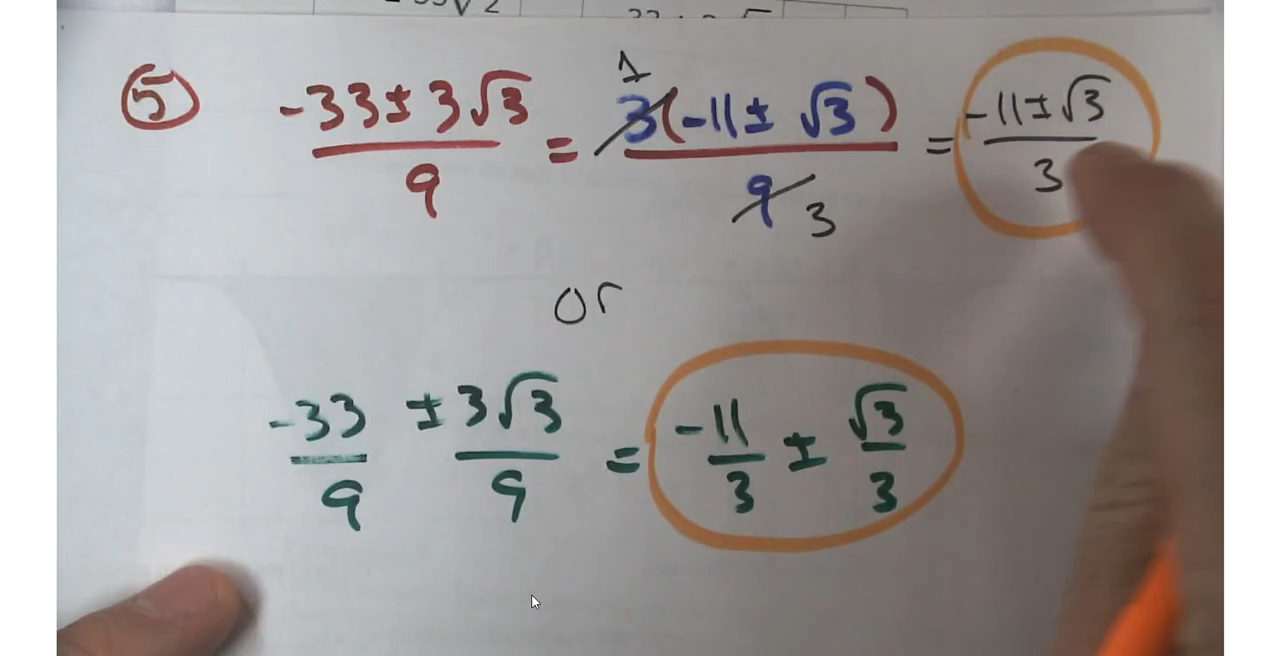 ⑤ -33 ± 3√3 / 9 = 3(-11 ± √3) / 9 1 3 = -11 ± √3 / 3
or
-33 / 9 ± 3√3 / 9 = -11 / 3 ± √3 / 3